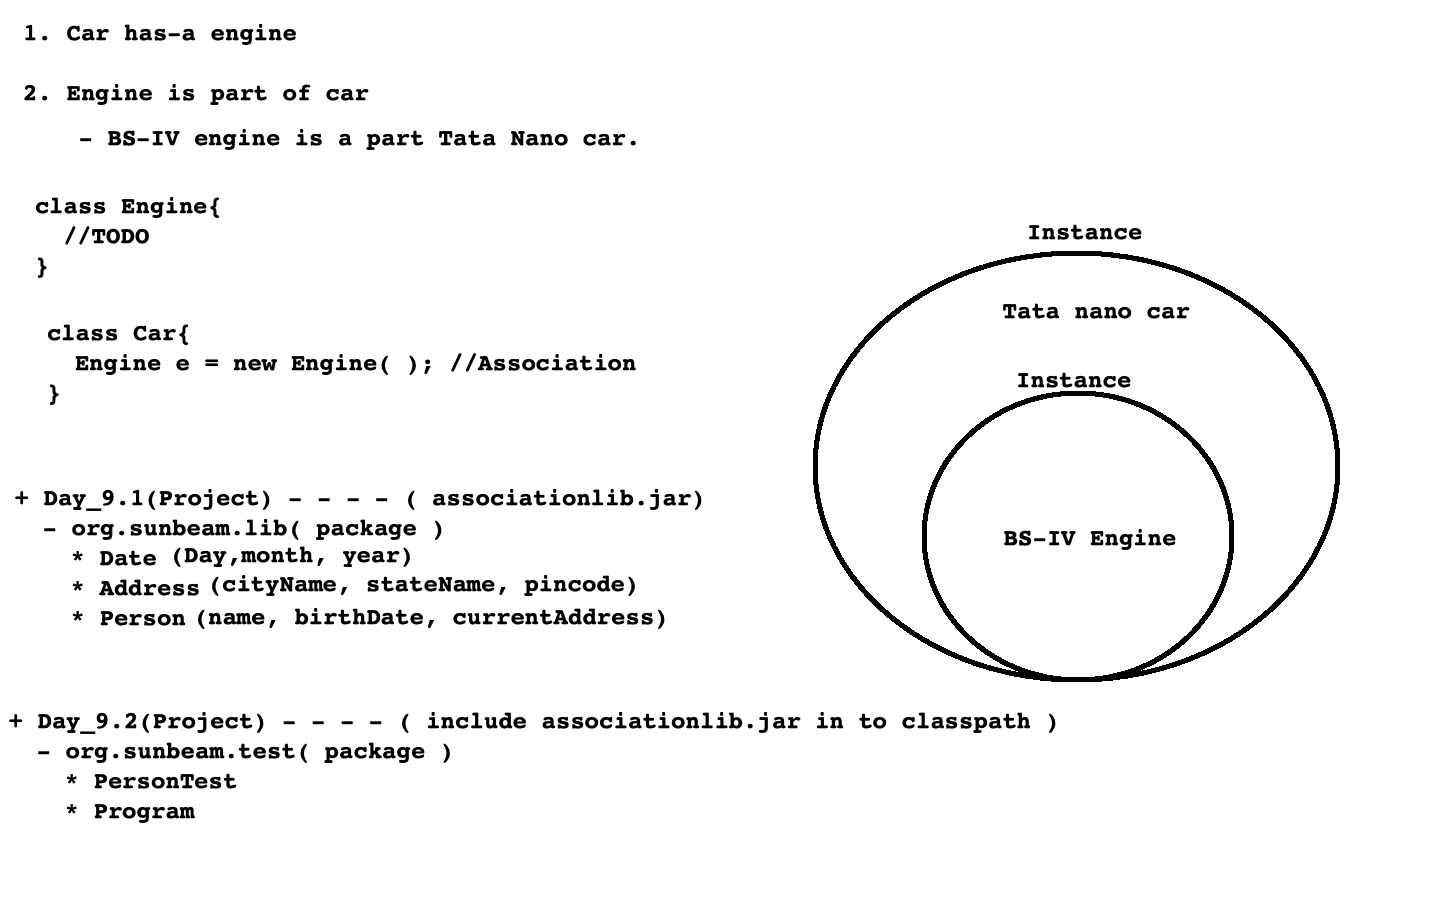 1. Car has-a engine
2. Engine is part of car
- BS-IV engine is a part Tata Nano car.
class Engine{
//TODO
}
class Car{
Engine e = new Engine( ); //Association
}
Instance
Tata nano car
Instance
BS-IV Engine
+ Day_9.1(Project) - - - - ( associationlib.jar)
- org.sunbeam.lib( package )
* Date (Day,month, year)
* Address (cityName, stateName, pincode)
* Person (name, birthDate, currentAddress)
+ Day_9.2(Project) - - - - ( include associationlib.jar in to classpath )
- org.sunbeam.test( package )
* PersonTest
* Program